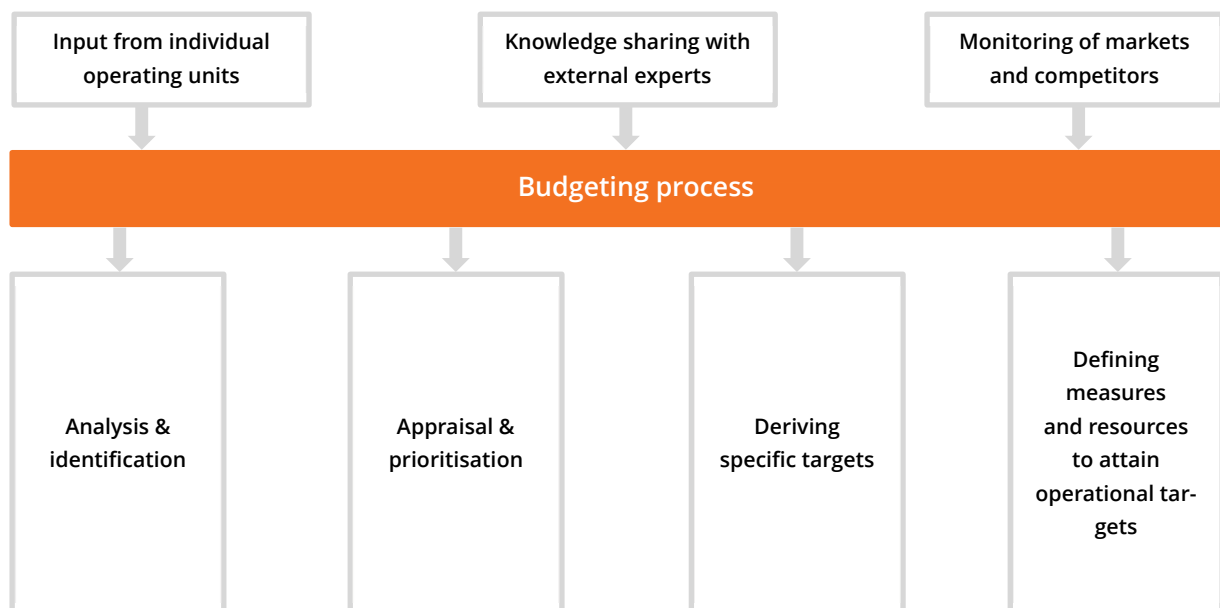 Input from individual
operating units
Knowledge sharing with
external experts
Monitoring of markets
and competitors
Budgeting process
Analysis &
identification
Appraisal &
prioritisation
Deriving
specific targets
Defining
measures
and resources
to attain
operational tar-
gets